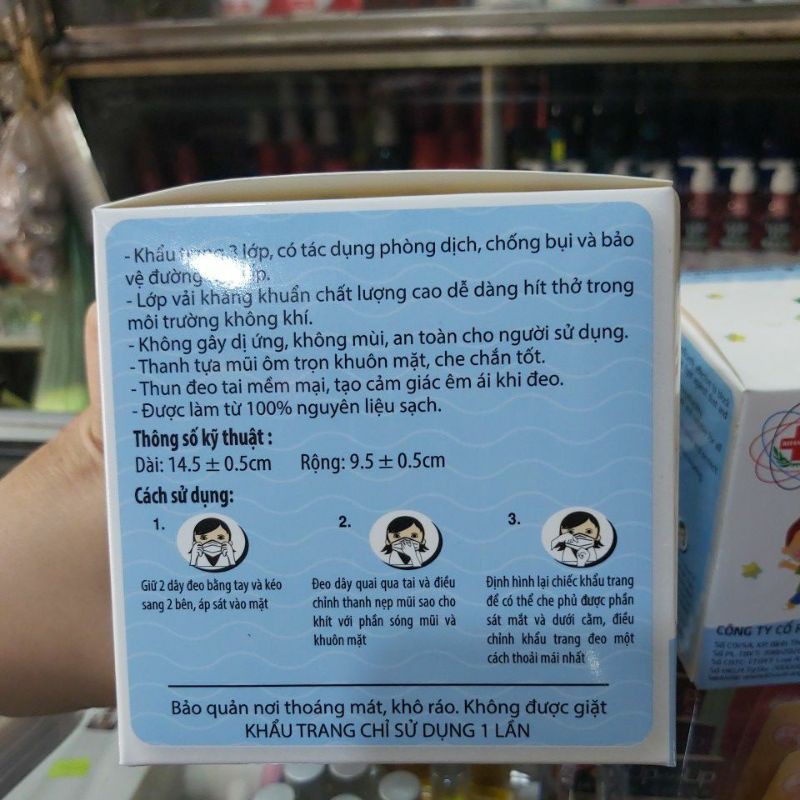 - Khẩu 3 lớp, có tác dụng phòng dịch, chống bụi và bảo
vệ đường
- Lớp vải kháng khuẩn chất lượng cao dễ dàng hít thở trong
môi trường không khí.
- Không gây dị ứng, không mùi, an toàn cho người sử dụng.
- Thanh tựa mũi ôm trọn khuôn mặt, che chắn tốt.
- Thun đeo tai mềm mại, tạo cảm giác êm ái khi đeo.
- Được làm từ 100% nguyên liệu sạch.
Thông số kỹ thuật :
Dài: 14.5 ± 0.5cm Rộng: 9.5 ± 0.5cm
Cách sử dụng:
1.
Giữ 2 dây đeo bằng tay và kéo
sang 2 bên, áp sát vào mặt
2.
Đeo dây quai qua tai và điều
chỉnh thanh nẹp mũi sao cho
khít với phần sóng mũi và
khuôn mặt
3.
Định hình lại chiếc khẩu trang
để có thể che phủ được phần
sát mắt và dưới cằm, điều
chỉnh khẩu trang đeo một
cách thoải mái nhất
Bảo quản nơi thoáng mát, khô ráo. Không được giặt
KHẨU TRANG CHỈ SỬ DỤNG 1 LẦN
CÔNG TY CỔ